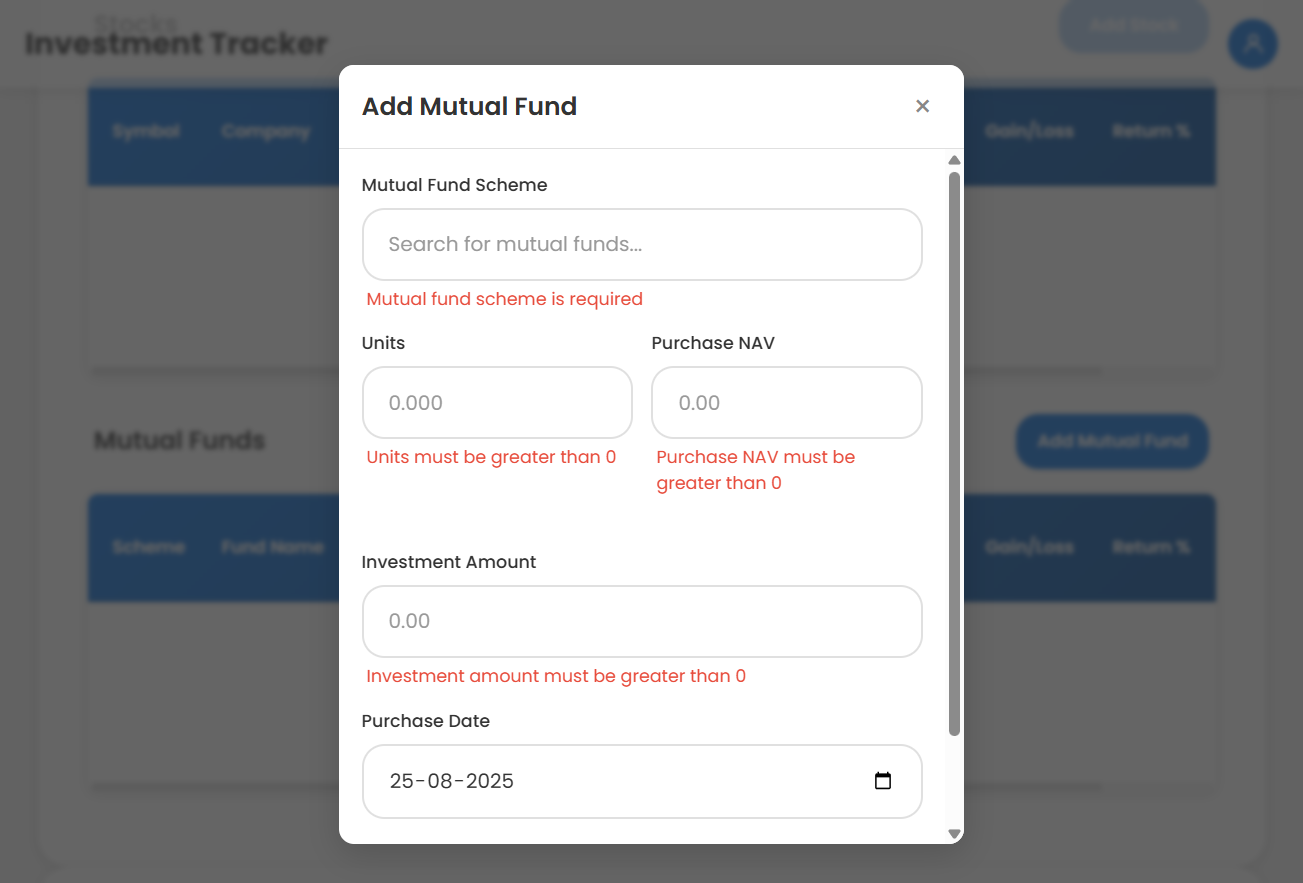 Stocks
Add Stock
Investment Tracker
Add Mutual Fund
×
Symbol Company Gain/Loss Return %
Mutual Fund Scheme
Search for mutual funds...
Mutual fund scheme is required
Units Purchase NAV
0.000 0.00
Units must be greater than 0 Purchase NAV must be
greater than 0
Mutual Funds Add Mutual Fund
Scheme Fund Name Gain/Loss Return %
Investment Amount
0.00
Investment amount must be greater than 0
Purchase Date
25-08-2025